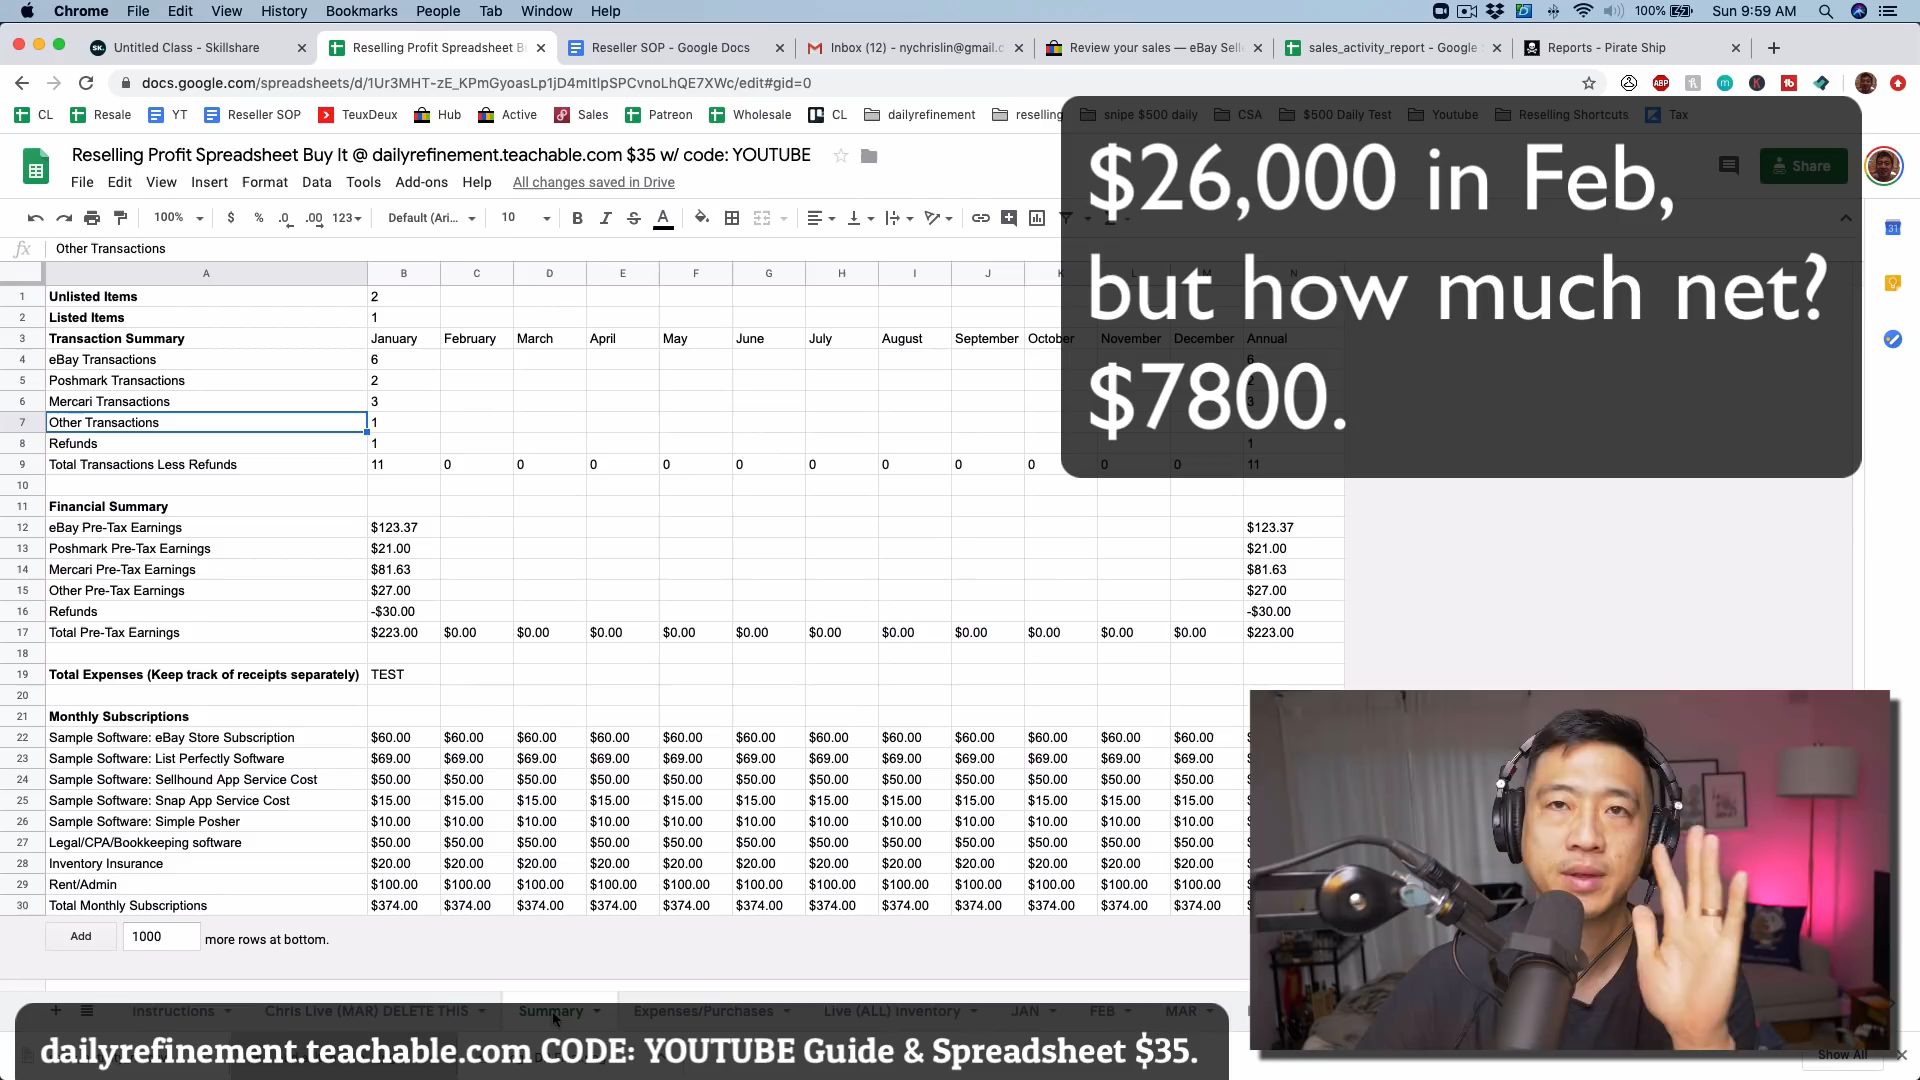 Chrome File Edit View History Bookmarks People Tab Window Help 100% Sun 9:59 AM
Untitled Class - Skillshare Reselling Profit Spreadsheet B Reseller SOP - Google Docs Inbox (12) - nychrislin@gmail.c Review your sales — eBay Sell sales_activity_report - Google Reports - Pirate Ship
docs.google.com/spreadsheets/d/1Ur3MHT-zE_KPmGyoasLp1jD4mItlpSPCvnoLhQE7XWc/edit#gid=0
CL Resale YT Reseller SOP TeuxDeux Hub Active Sales Patreon Wholesale CL dailyrefinement reselling snipe $500 daily CSA $500 Daily Test Youtube Reselling Shortcuts Tax
Reselling Profit Spreadsheet Buy It @ dailyrefinement.teachable.com $35 w/ code: YOUTUBE
Share
File Edit View Insert Format Data Tools Add-ons Help All changes saved in Drive
100% $ % .0 .00 123 Default (Ari... 10 B I S A
fx Other Transactions
A B C D E F G H I J K L M N
1 Unlisted Items 2
2 Listed Items 1
3 Transaction Summary January February March April May June July August September October November December Annual
4 eBay Transactions 6 6
5 Poshmark Transactions 2 2
6 Mercari Transactions 3 3
7 Other Transactions 1
8 Refunds 1 1
9 Total Transactions Less Refunds 11 0 0 0 0 0 0 0 0 0 0 0 11
10
11 Financial Summary
12 eBay Pre-Tax Earnings $123.37 $123.37
13 Poshmark Pre-Tax Earnings $21.00 $21.00
14 Mercari Pre-Tax Earnings $81.63 $81.63
15 Other Pre-Tax Earnings $27.00 $27.00
16 Refunds -$30.00 -$30.00
17 Total Pre-Tax Earnings $223.00 $0.00 $0.00 $0.00 $0.00 $0.00 $0.00 $0.00 $0.00 $0.00 $0.00 $0.00 $223.00
18
19 Total Expenses (Keep track of receipts separately) TEST
20
21 Monthly Subscriptions
22 Sample Software: eBay Store Subscription $60.00 $60.00 $60.00 $60.00 $60.00 $60.00 $60.00 $60.00 $60.00 $60.00 $60.00 $60.00 $
23 Sample Software: List Perfectly Software $69.00 $69.00 $69.00 $69.00 $69.00 $69.00 $69.00 $69.00 $69.00 $69.00 $69.00 $69.00 $
24 Sample Software: Sellhound App Service Cost $50.00 $50.00 $50.00 $50.00 $50.00 $50.00 $50.00 $50.00 $50.00 $50.00 $50.00 $50.00 $
25 Sample Software: Snap App Service Cost $15.00 $15.00 $15.00 $15.00 $15.00 $15.00 $15.00 $15.00 $15.00 $15.00 $15.00 $15.00 $
26 Sample Software: Simple Posher $10.00 $10.00 $10.00 $10.00 $10.00 $10.00 $10.00 $10.00 $10.00 $10.00 $10.00 $10.00 $
27 Legal/CPA/Bookkeeping software $50.00 $50.00 $50.00 $50.00 $50.00 $50.00 $50.00 $50.00 $50.00 $50.00 $50.00 $50.00 $
28 Inventory Insurance $20.00 $20.00 $20.00 $20.00 $20.00 $20.00 $20.00 $20.00 $20.00 $20.00 $20.00 $20.00 $
29 Rent/Admin $100.00 $100.00 $100.00 $100.00 $100.00 $100.00 $100.00 $100.00 $100.00 $100.00 $100.00 $100.00 $
30 Total Monthly Subscriptions $374.00 $374.00 $374.00 $374.00 $374.00 $374.00 $374.00 $374.00 $374.00 $374.00 $374.00 $374.00 $
Add 1000 more rows at bottom.
Instructions Chris Live (MAR) DELETE THIS Summary Expenses/Purchases Live (ALL) Inventory JAN FEB MAR
$26,000 in Feb,
but how much net?
$7800.
dailyrefinement.teachable.com CODE: YOUTUBE Guide & Spreadsheet $35.
Show All